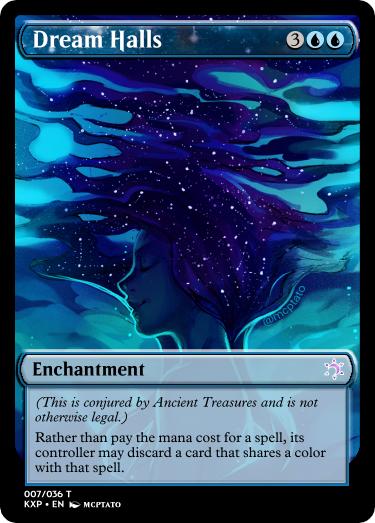 Dream Halls 3
@mcptato
Enchantment
(This is conjured by Ancient Treasures and is not
otherwise legal.)
Rather than pay the mana cost for a spell, its
controller may discard a card that shares a color
with that spell.
007/036 T
KXP • EN MCPTATO